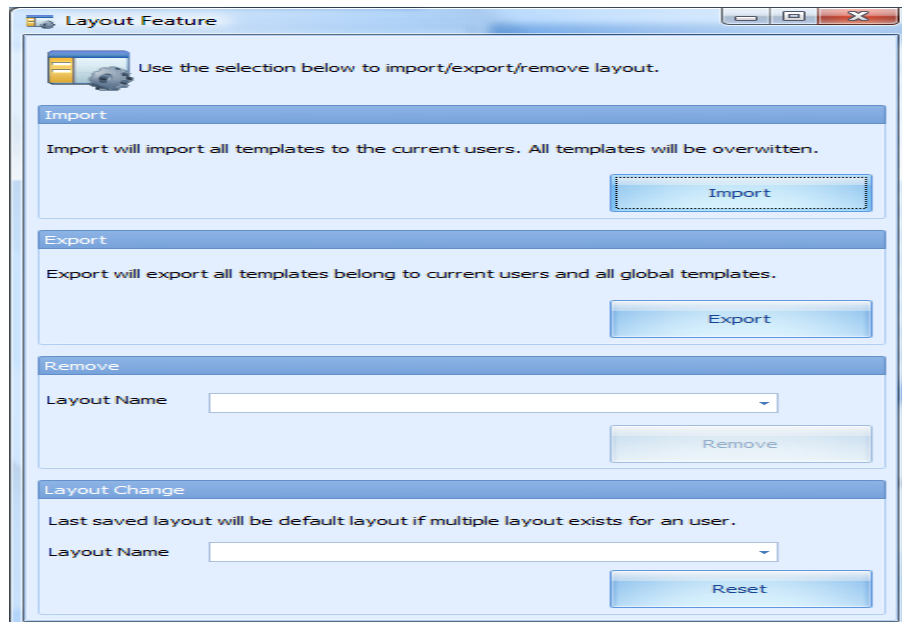 Layout Feature
Use the selection below to import/export/remove layout.
Import
Import will import all templates to the current users. All templates will be overwitten.
Import
Export
Export will export all templates belong to current users and all global templates.
Export
Remove
Layout Name
Remove
Layout Change
Last saved layout will be default layout if multiple layout exists for an user.
Layout Name
Reset